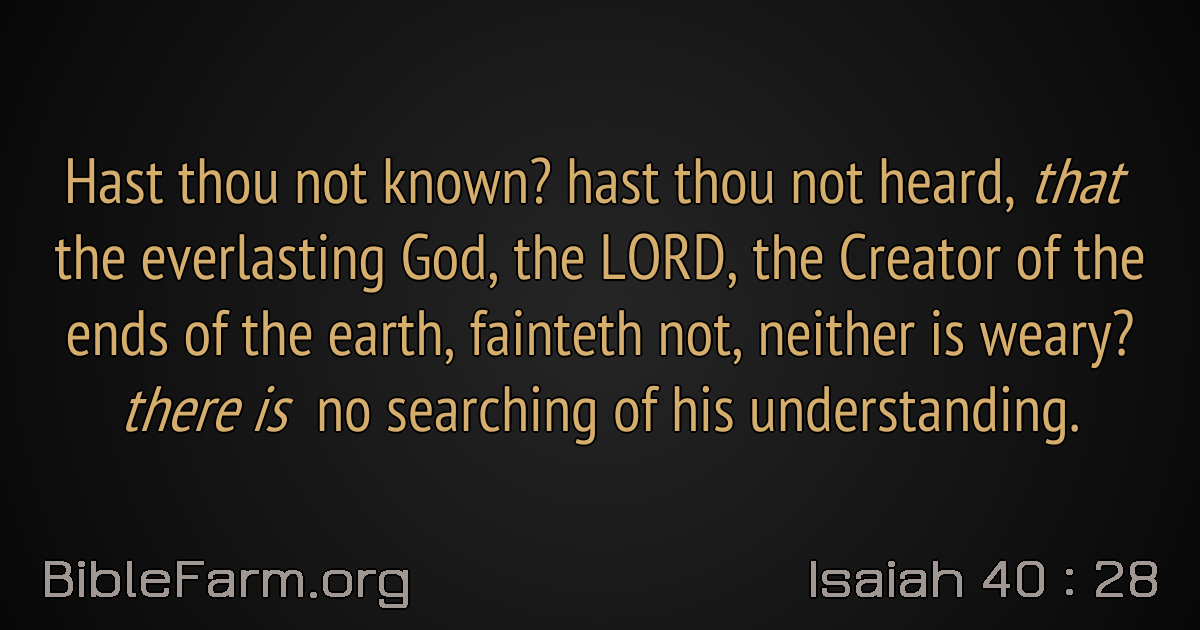 Hast thou not known? hast thou not heard, that
the everlasting God, the LORD, the Creator of the
ends of the earth, fainteth not, neither is weary?
there is no searching of his understanding.
BibleFarm.org
Isaiah 40 : 28